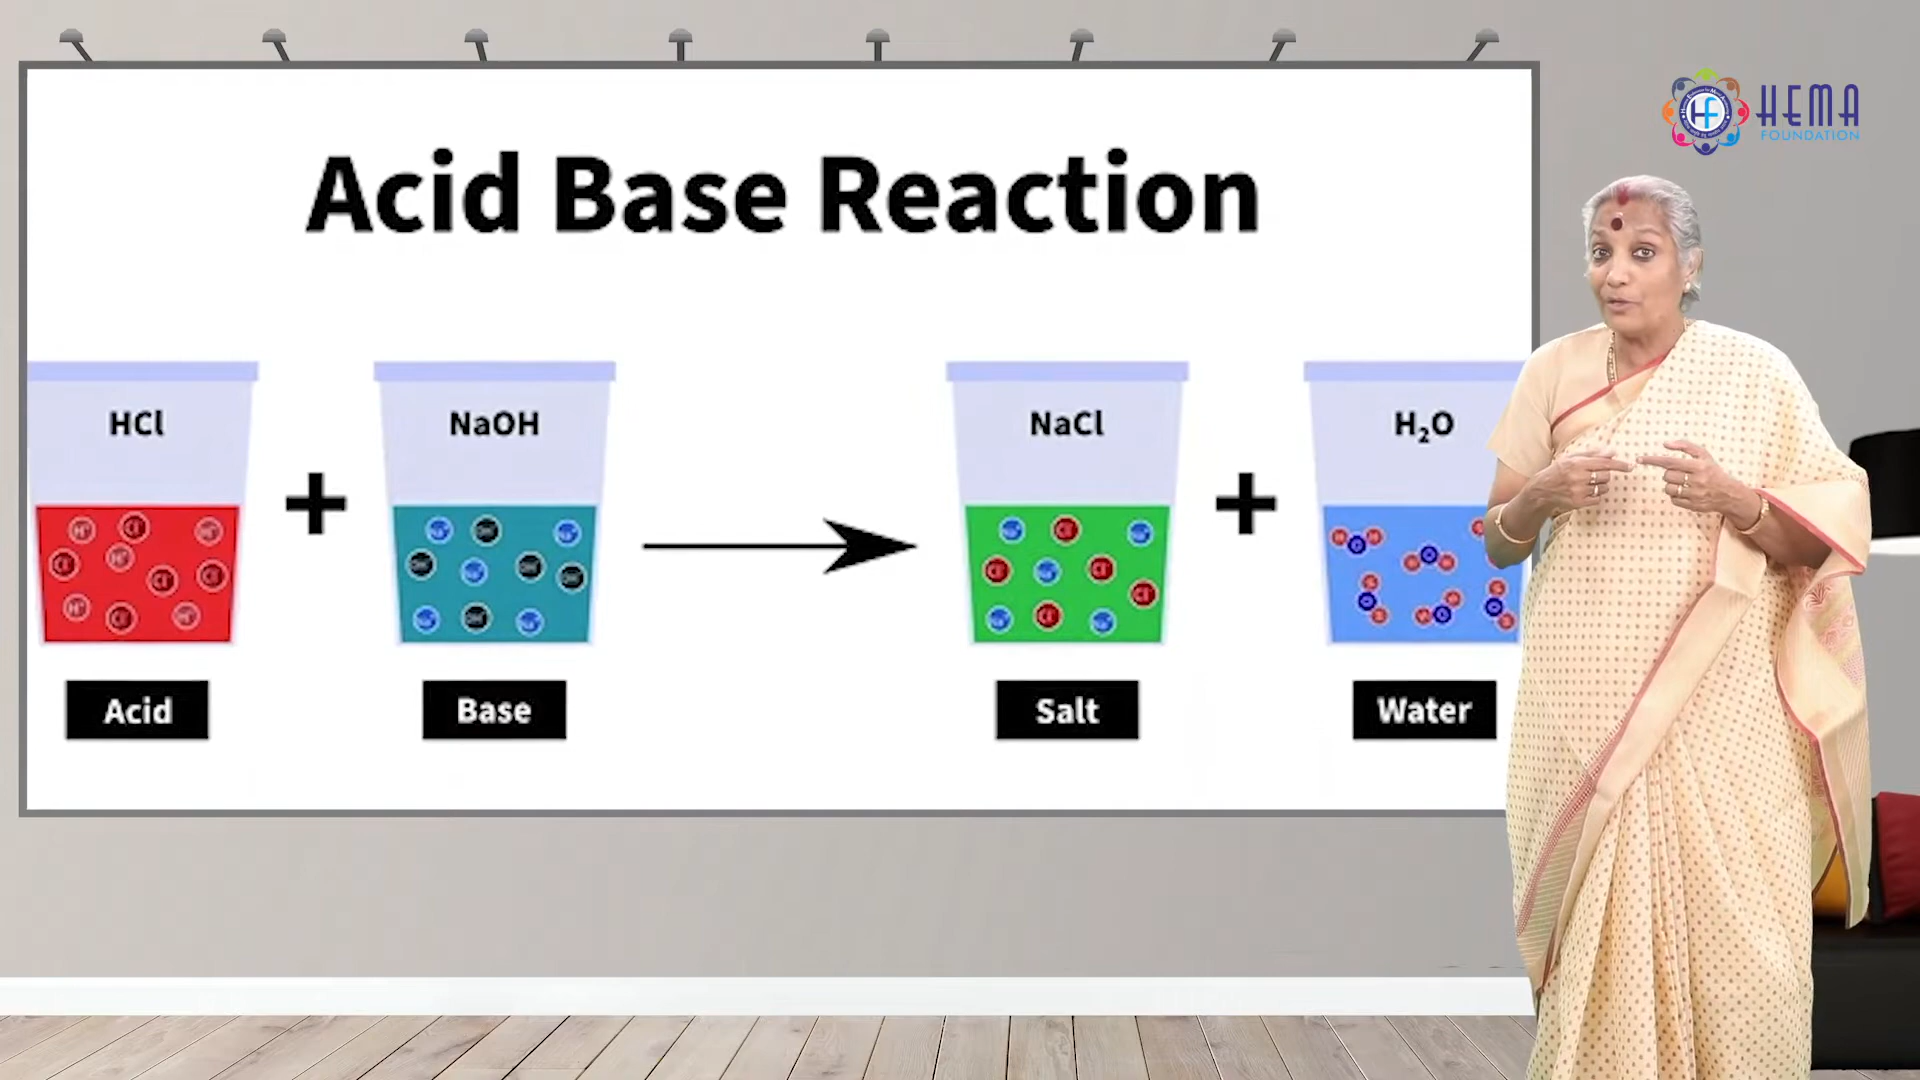 Acid Base Reaction
HEMA
FOUNDATION
HCl
NaOH
NaCl
H₂O
+
+
Acid
Base
Salt
Water